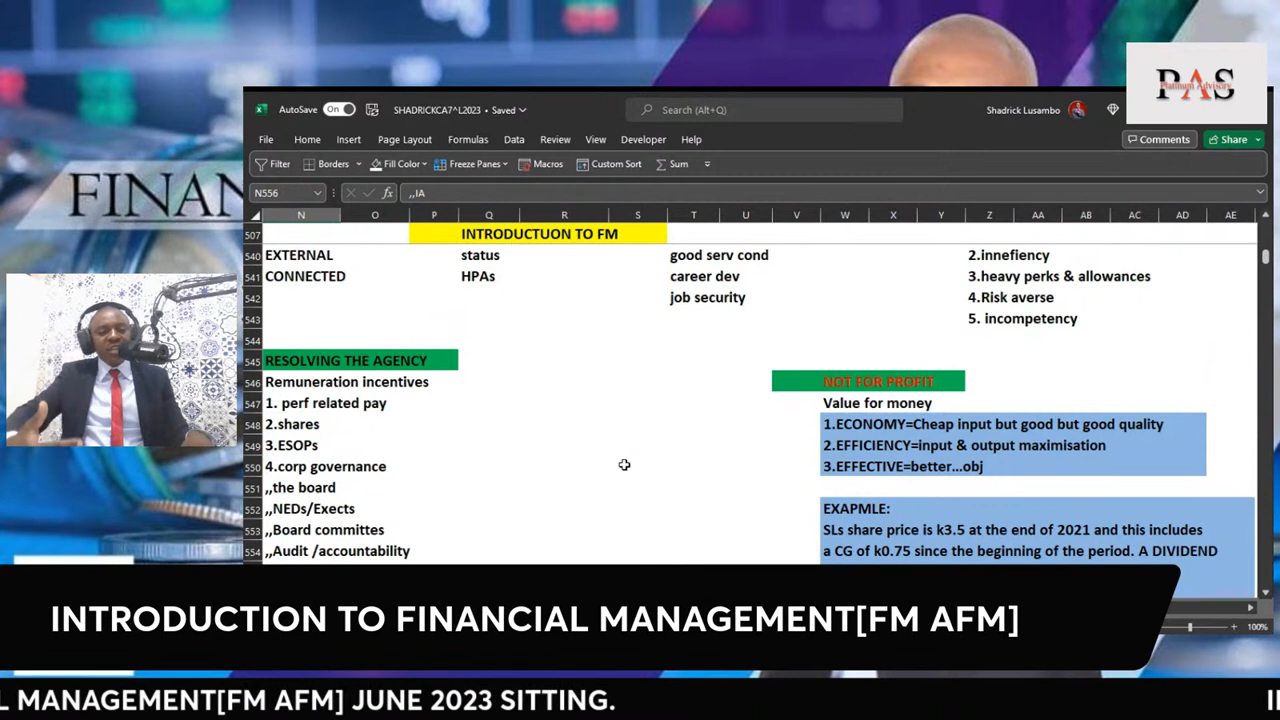 PAS
Platinum Advisory
FINAN
AutoSave On SHADRICKCA7^L2023 • Saved Search (Alt+Q) Shadrick Lusambo
File Home Insert Page Layout Formulas Data Review View Automate Developer Help Comments Share
Filter Borders Fill Color Freeze Panes Macros Custom Sort Sum
N556 fx ,,IA
N O P Q R S T U V W X Y Z AA AB AC AD AE
507 INTRODUCTUON TO FM
540 EXTERNAL status good serv cond 2.innefiency
541 CONNECTED HPAs career dev 3.heavy perks & allowances
542 job security 4.Risk averse
543 5. incompetency
544
545 RESOLVING THE AGENCY
546 Remuneration incentives NOT FOR PROFIT
547 1. perf related pay Value for money
548 2.shares 1.ECONOMY=Cheap input but good but good quality
549 3.ESOPs 2.EFFICIENCY=input & output maximisation
550 4.corp governance 3.EFFECTIVE=better...obj
551 ,,the board
552 ,,NEDs/Exects EXAPMLE:
553 ,,Board committes SLs share price is k3.5 at the end of 2021 and this includes
554 ,,Audit /accountability a CG of k0.75 since the beginning of the period. A DIVIDEND
100%
INTRODUCTION TO FINANCIAL MANAGEMENT[FM AFM]
L MANAGEMENT[FM AFM] JUNE 2023 SITTING. I